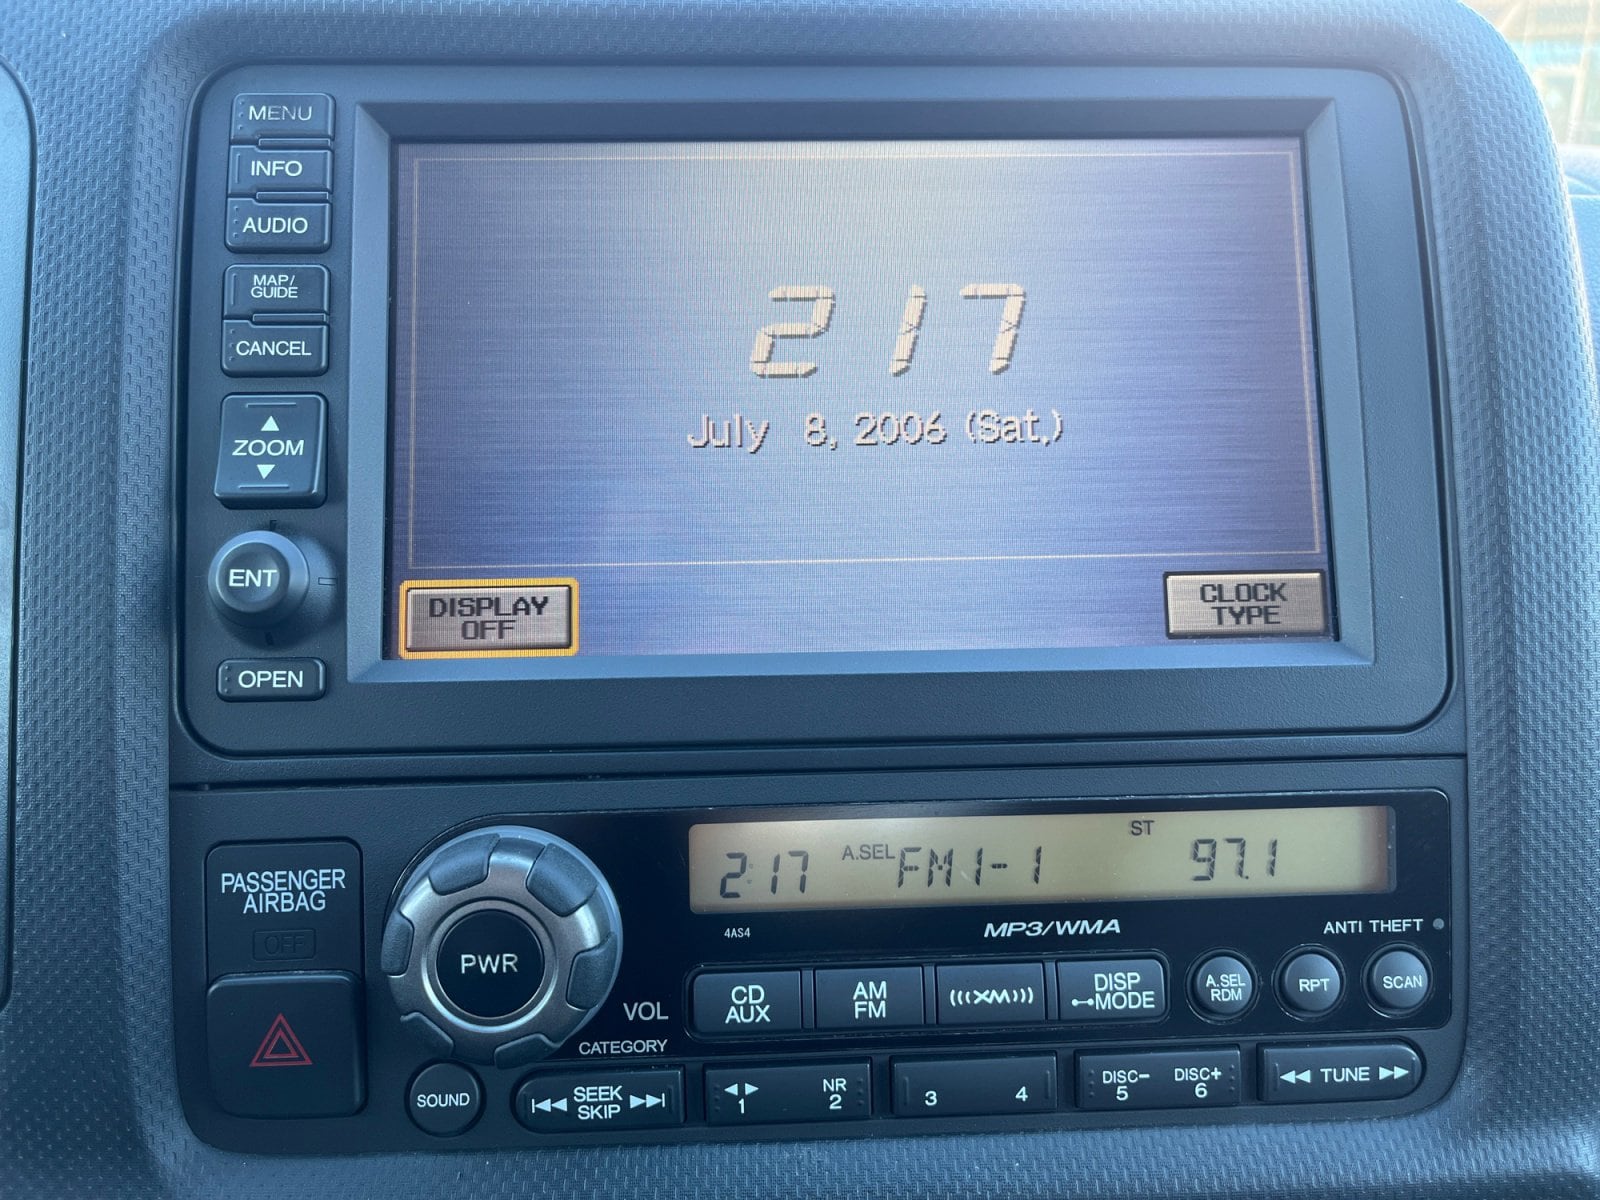 MENU
INFO
AUDIO
MAP/
GUIDE
CANCEL
ZOOM
ENT
OPEN
2 17
July 8, 2006 (Sat.)
DISPLAY
OFF
CLOCK
TYPE
PASSENGER
AIRBAG
OFF
PWR
VOL
CATEGORY
SOUND
2:17 A.SEL FM1-1 ST 97.1
4AS4
MP3/WMA
ANTI THEFT
CD
AUX
AM
FM
(((XM)))
DISP
MODE
A.SEL
RDM
RPT
SCAN
SEEK
SKIP
1
NR
2
3
4
DISC-
5
DISC+
6
TUNE